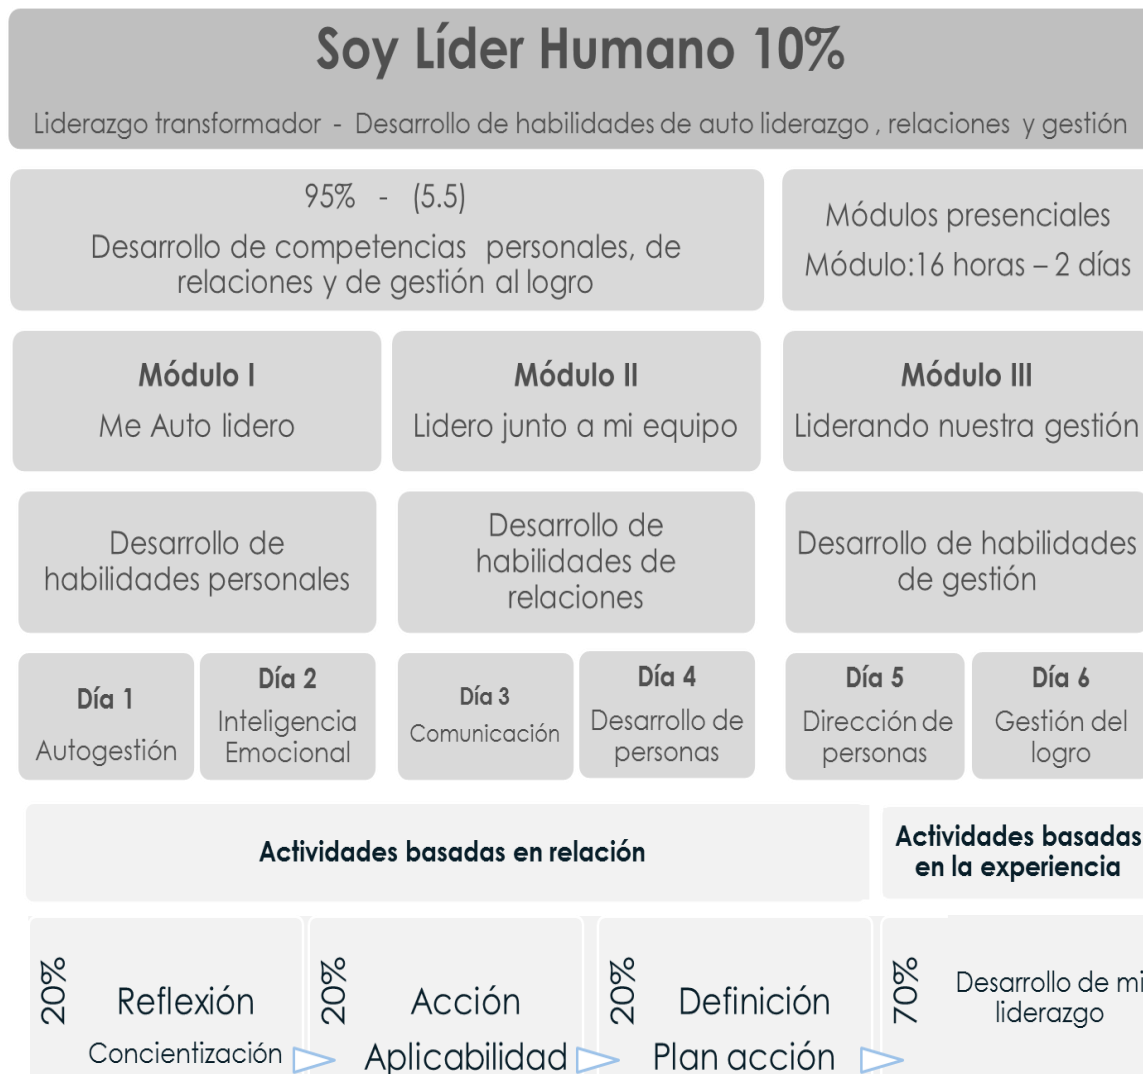 Soy Líder Humano 10%
Liderazgo transformador - Desarrollo de habilidades de auto liderazgo , relaciones y gestión
95% - (5.5)
Desarrollo de competencias personales, de
relaciones y de gestión al logro
Módulos presenciales
Módulo:16 horas – 2 días
Módulo I
Me Auto lidero
Módulo II
Lidero junto a mi equipo
Módulo III
Liderando nuestra gestión
Desarrollo de
habilidades personales
Desarrollo de
habilidades de
relaciones
Desarrollo de habilidades
de gestión
Día 1
Autogestión
Día 2
Inteligencia
Emocional
Día 3
Comunicación
Día 4
Desarrollo de
personas
Día 5
Dirección de
personas
Día 6
Gestión del
logro
Actividades basadas en relación
Actividades basadas
en la experiencia
20%
Reflexión
Concientización
20%
Acción
Aplicabilidad
20%
Definición
Plan acción
70%
Desarrollo de mi
liderazgo